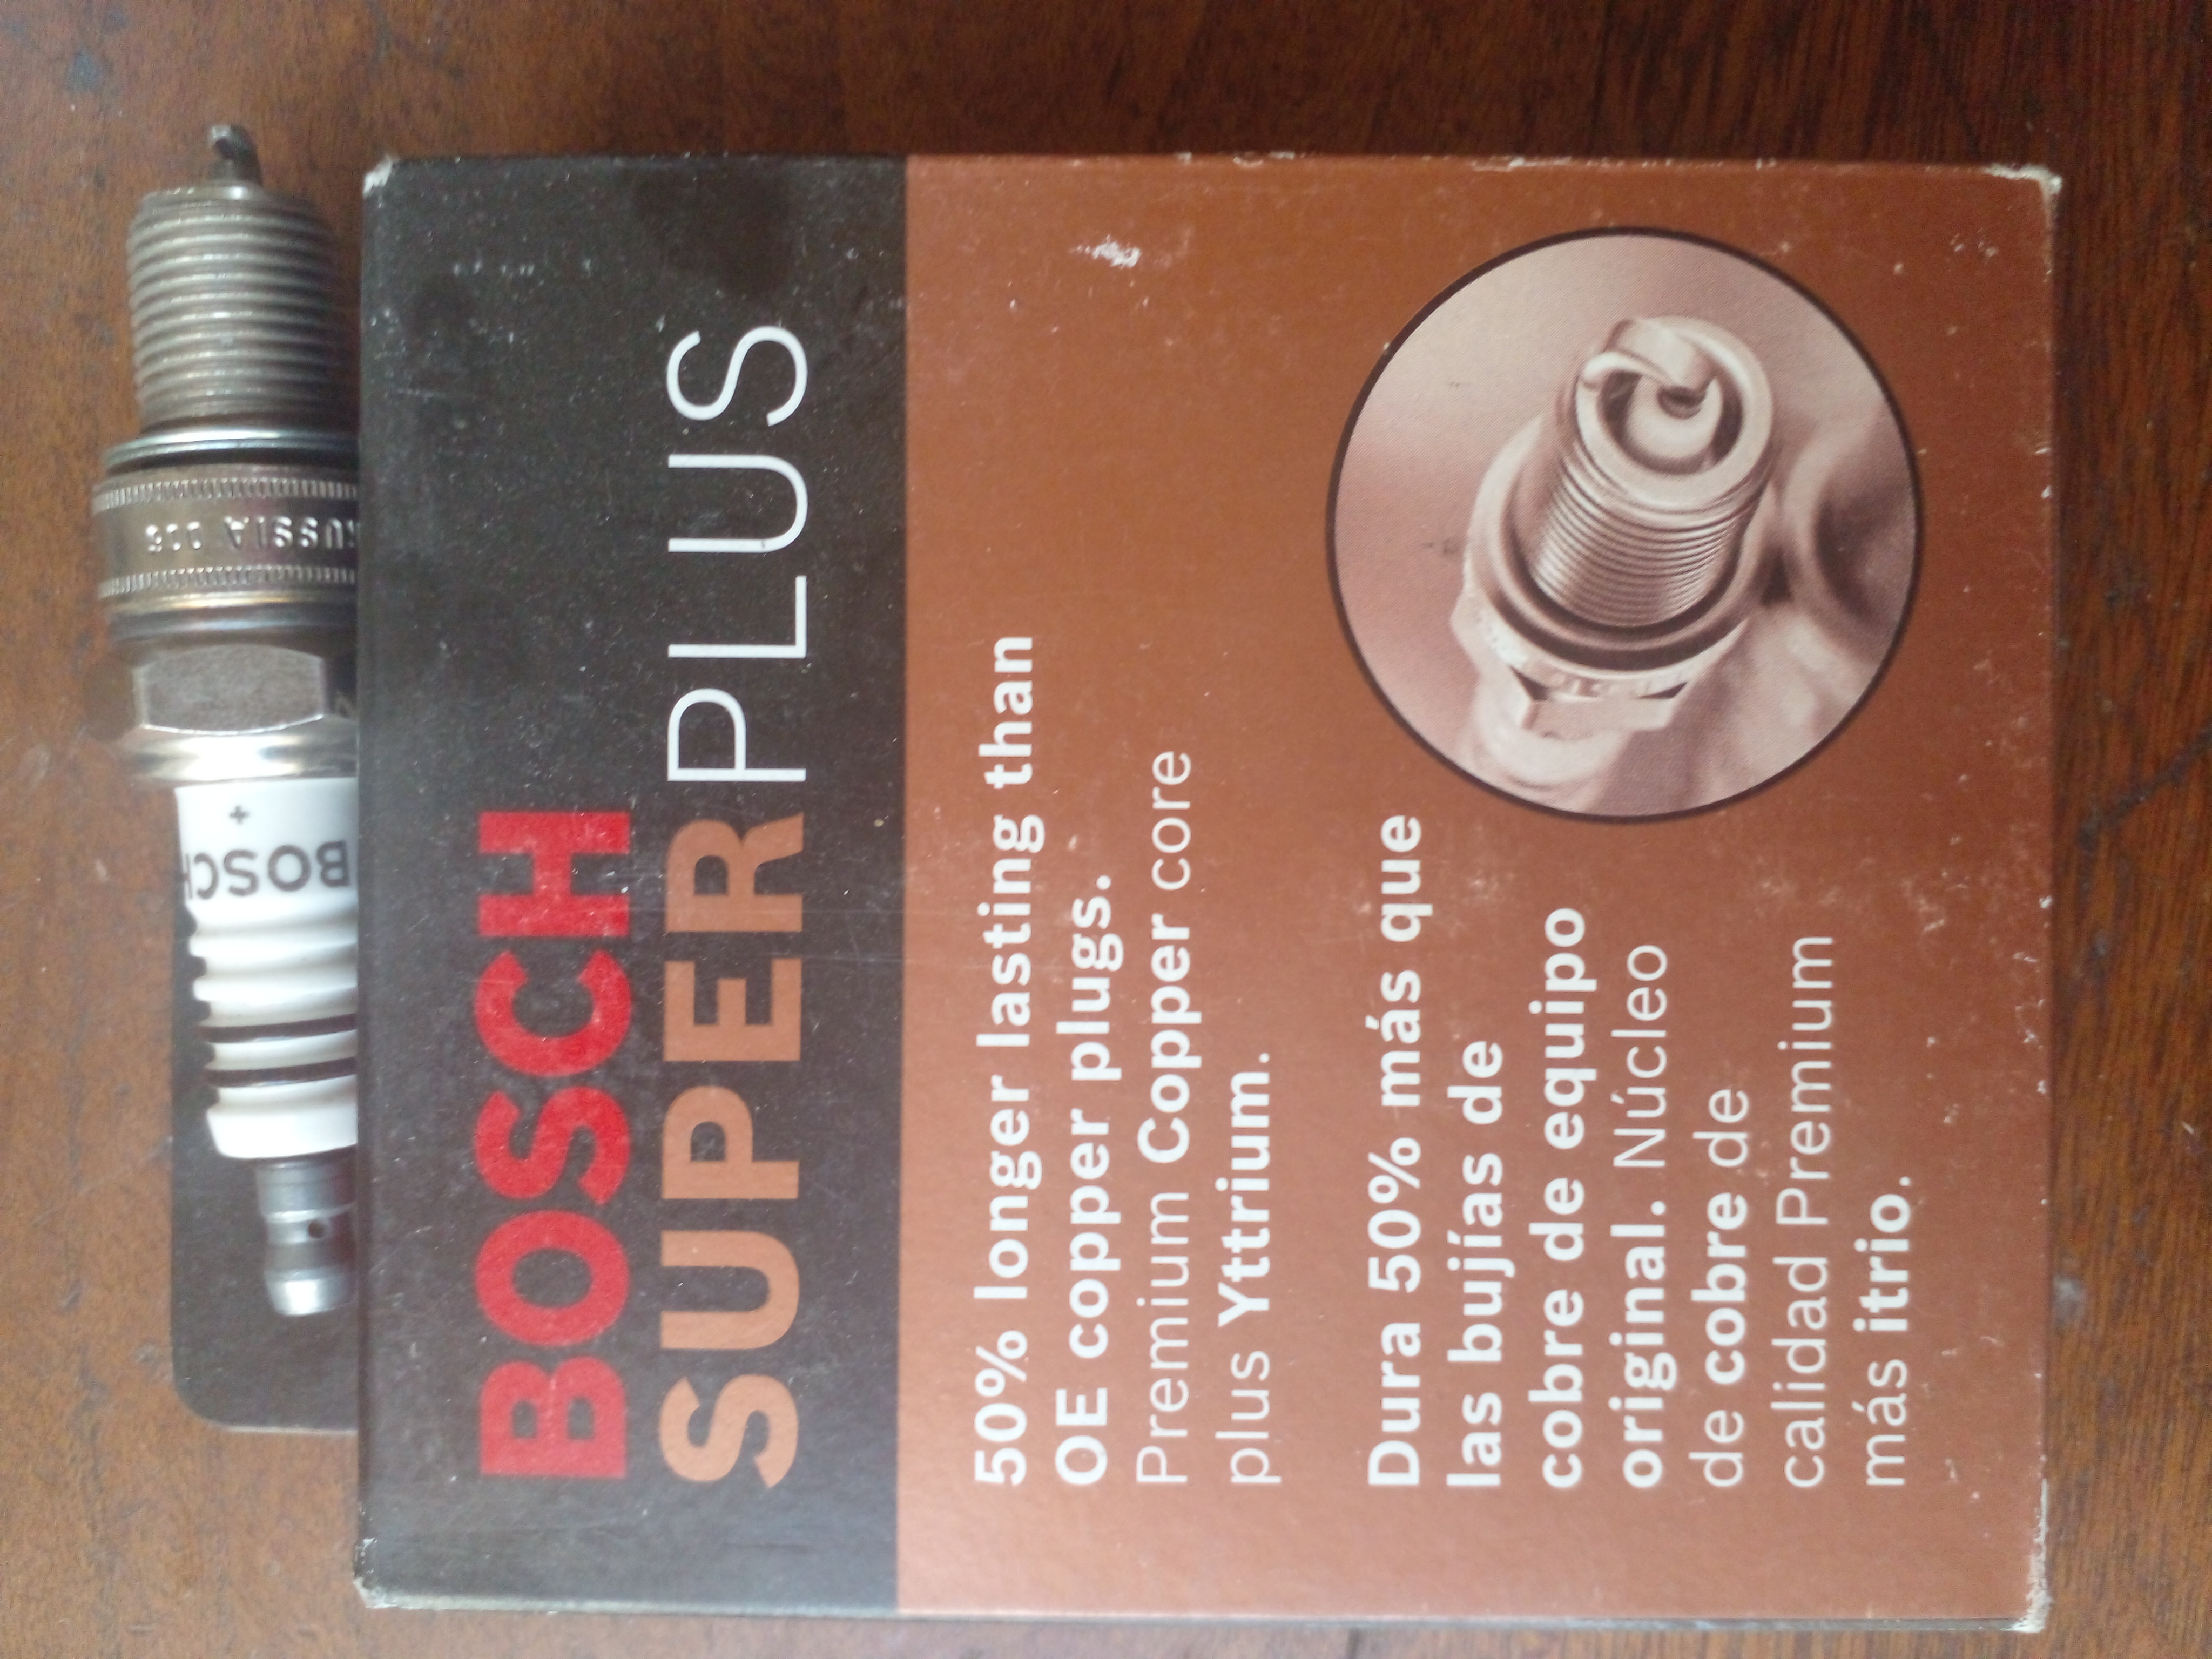 BOSCH
SUPERPLUS
50% longer lasting than
OE copper plugs.
Premium Copper core
plus Yttrium.
Dura 50% más que
las bujías de
cobre de equipo
original. Núcleo
de cobre de
calidad Premium
más itrio.
BOSCH +
RUSSIA